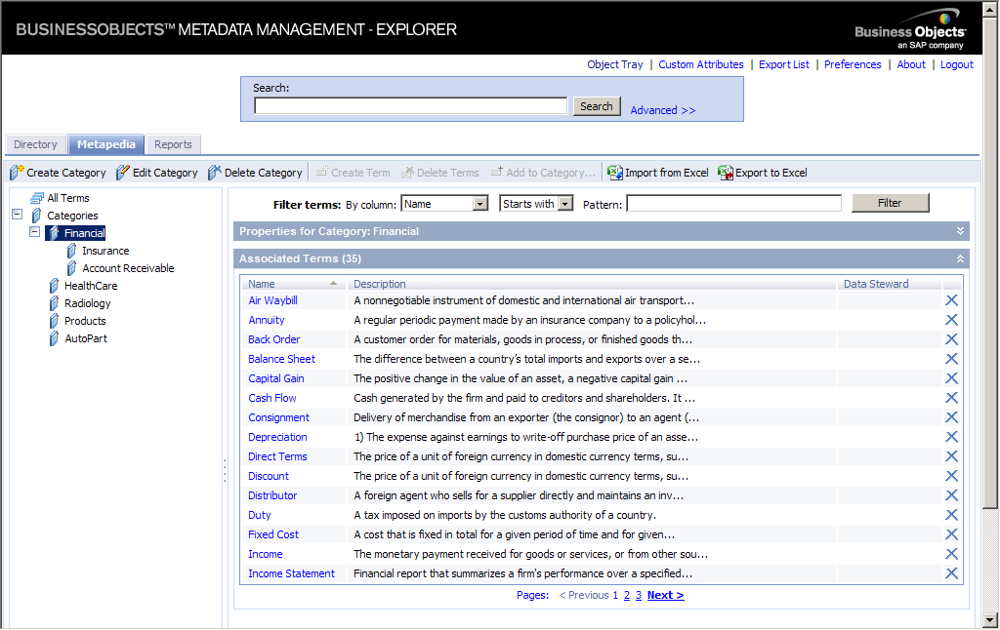 BUSINESSOBJECTS™ METADATA MANAGEMENT - EXPLORER
Business Objects
an SAP company
Object Tray | Custom Attributes | Export List | Preferences | About | Logout
Search:
Search Advanced >>
Directory Metapedia Reports
Create Category Edit Category Delete Category Create Term Delete Terms Add to Category... Import from Excel Export to Excel
All Terms
Categories
Financial
Insurance
Account Receivable
HealthCare
Radiology
Products
AutoPart
Filter terms: By column: Name Starts with Pattern: Filter
Properties for Category: Financial
Associated Terms (35)
Name Description Data Steward
Air Waybill A nonnegotiable instrument of domestic and international air transport...
Annuity A regular periodic payment made by an insurance company to a policyhol...
Back Order A customer order for materials, goods in process, or finished goods th...
Balance Sheet The difference between a country's total imports and exports over a se...
Capital Gain The positive change in the value of an asset, a negative capital gain ...
Cash Flow Cash generated by the firm and paid to creditors and shareholders. It ...
Consignment Delivery of merchandise from an exporter (the consignor) to an agent (...
Depreciation 1) The expense against earnings to write-off purchase price of an asse...
Direct Terms The price of a unit of foreign currency in domestic currency terms, su...
Discount The price of a unit of foreign currency in domestic currency terms, su...
Distributor A foreign agent who sells for a supplier directly and maintains an inv...
Duty A tax imposed on imports by the customs authority of a country.
Fixed Cost A cost that is fixed in total for a given period of time and for given...
Income The monetary payment received for goods or services, or from other sou...
Income Statement Financial report that summarizes a firm's performance over a specified...
Pages: < Previous 1 2 3 Next >